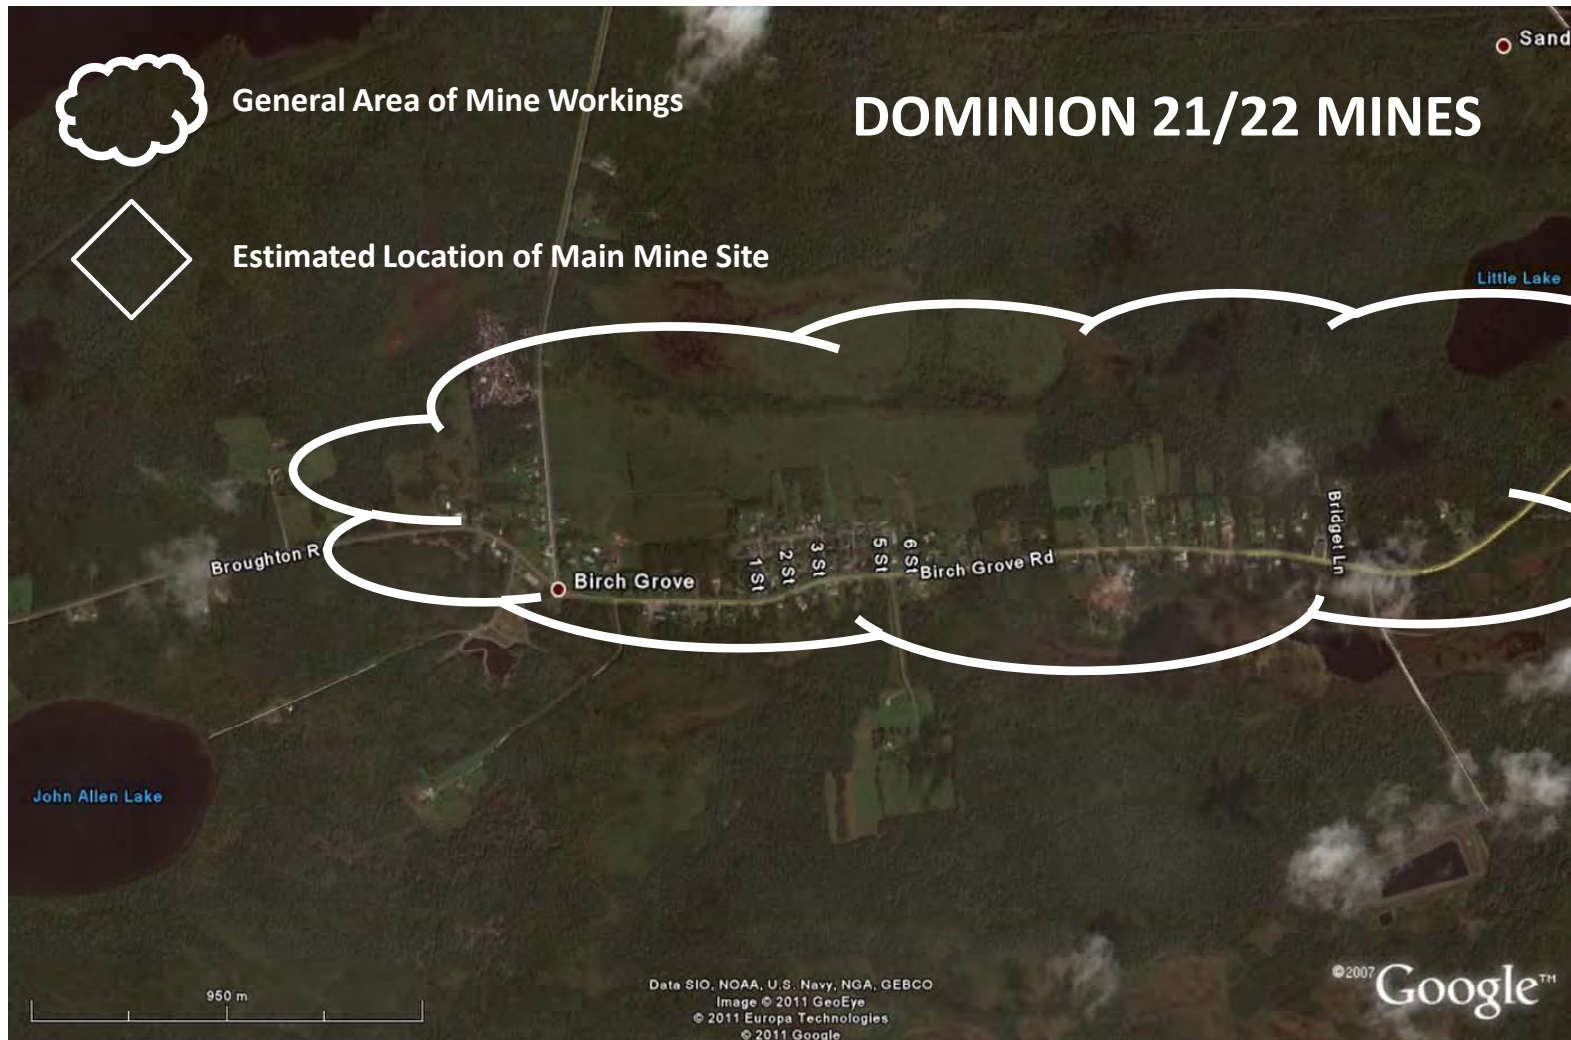 Sand
General Area of Mine Workings
DOMINION 21/22 MINES
Estimated Location of Main Mine Site
Little Lake
Bridget Ln
Broughton R
Birch Grove
1 St
2 St
3 St
5 St
6 St
Birch Grove Rd
John Allen Lake
950 m
Data SIO, NOAA, U.S. Navy, NGA, GEBCO
Image © 2011 GeoEye
© 2011 Europa Technologies
© 2011 Google
©2007 Google™